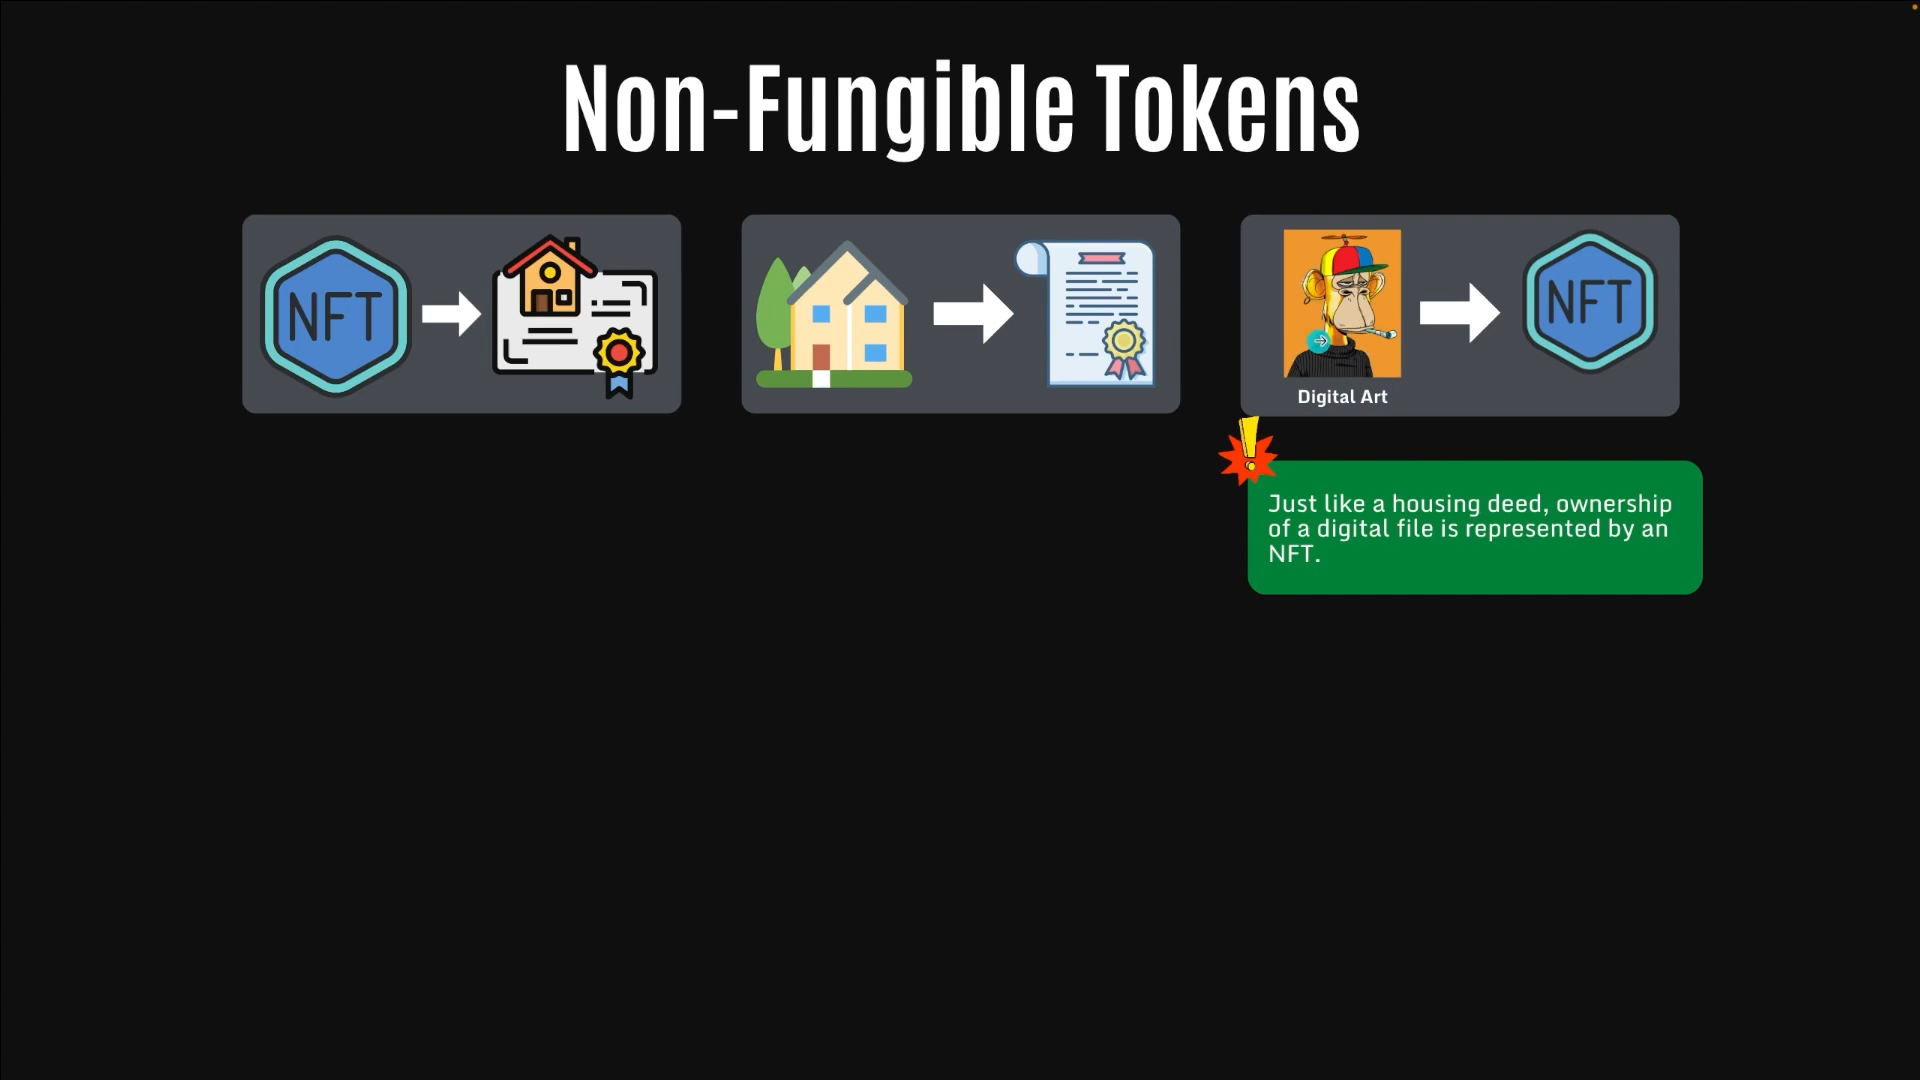 Non-Fungible Tokens
NFT
NFT
Digital Art
Just like a housing deed, ownership
of a digital file is represented by an
NFT.